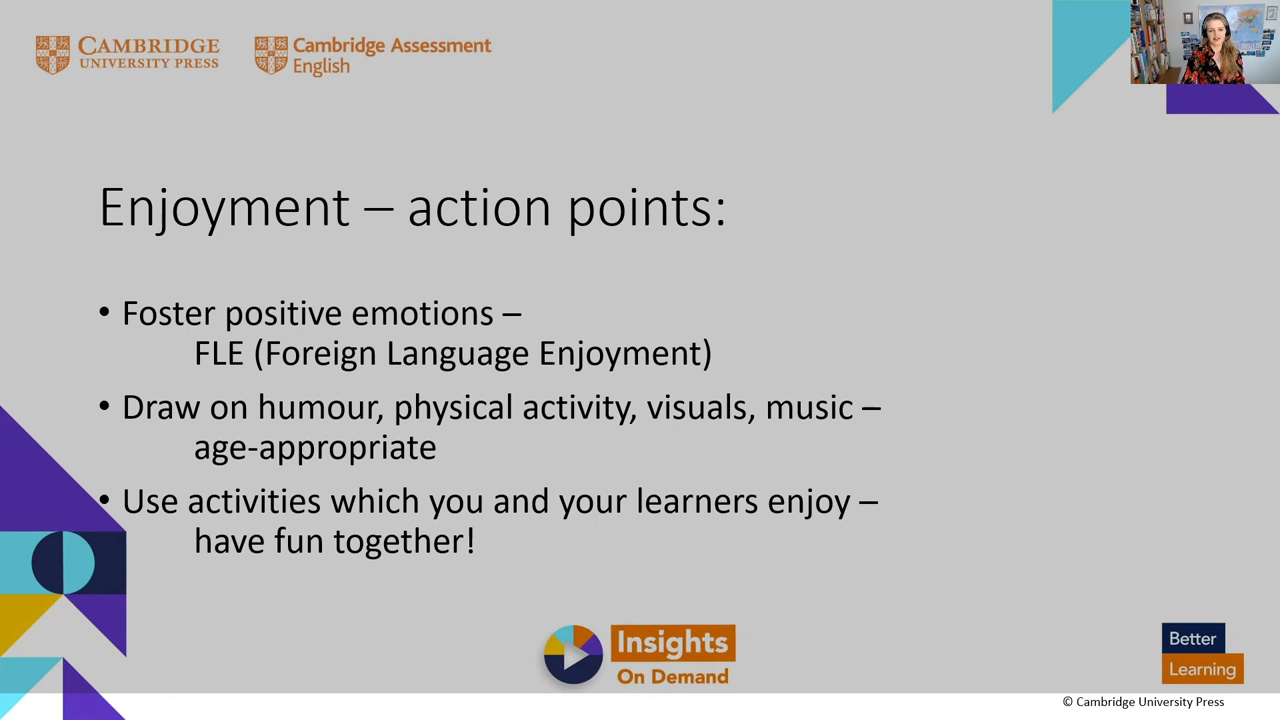 CAMBRIDGE
UNIVERSITY PRESS
Cambridge Assessment
English
Enjoyment – action points:
• Foster positive emotions –
FLE (Foreign Language Enjoyment)
• Draw on humour, physical activity, visuals, music –
age-appropriate
• Use activities which you and your learners enjoy –
have fun together!
Insights
On Demand
Better
Learning
© Cambridge University Press